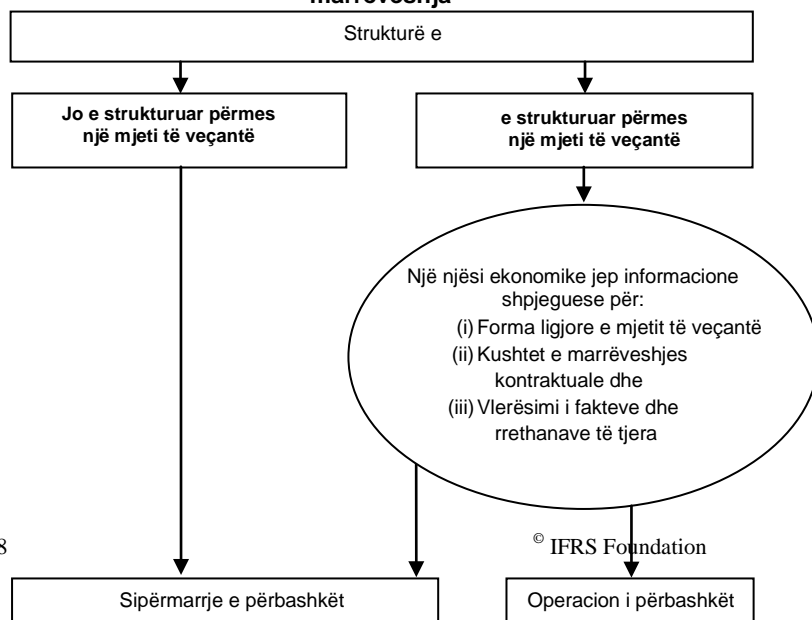 Strukturë e
Jo e strukturuar përmes
një mjeti të veçantë
e strukturuar përmes
një mjeti të veçantë
Një njësi ekonomike jep informacione
shpjeguese për:
(i) Forma ligjore e mjetit të veçantë
(ii) Kushtet e marrëveshjes
kontraktuale dhe
(iii) Vlerësimi i fakteve dhe
rrethanave të tjera
8
© IFRS Foundation
Sipërmarrje e përbashkët
Operacion i përbashkët